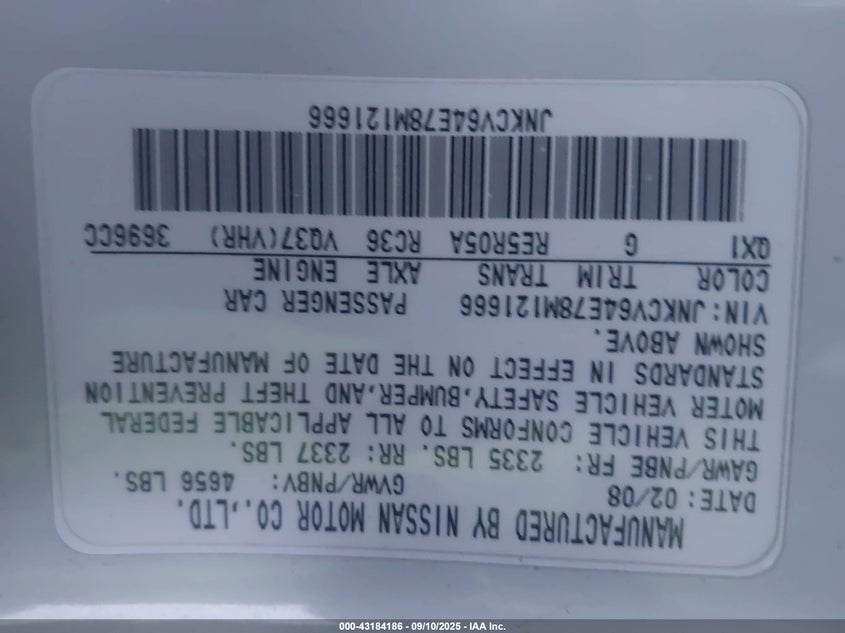 MANUFACTURED BY NISSAN MOTOR CO.,LTD.
DATE: 02/08 GVWR/PNBV: 4656 LBS.
GAWR/PNBE FR: 2335 LBS. RR: 2337 LBS.
THIS VEHICLE CONFORMS TO ALL APPLICABLE FEDERAL
MOTER VEHICLE SAFETY,BUMPER,AND THEFT PREVENTION
STANDARDS IN EFFECT ON THE DATE OF MANUFACTURE
SHOWN ABOVE.
VIN:JNKCV64E78M121666 PASSENGER CAR
COLOR TRIM TRANS AXLE ENGINE
QX1 G RE5R05A RC36 VQ37(VHR) 3696CC
JNKCV64E78M121666
000-43184186 - 09/10/2025 - IAA Inc.